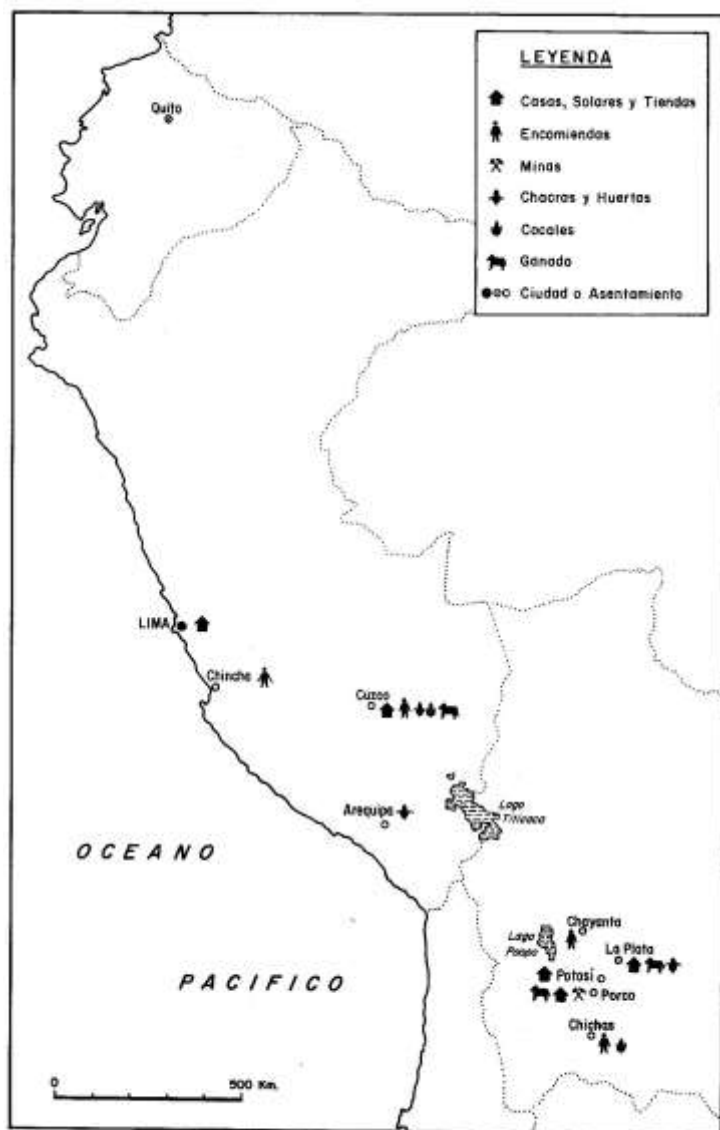 LEYENDA
Casas, Solares y Tiendas
Encomiendas
Minas
Chacras y Huertas
Cocales
Ganado
Ciudad o Asentamiento
Quito
LIMA
Chincha
Cuzco
Arequipa
Lago
Titicaca
OCEANO
PACIFICO
Lago
Poopo
Chayanta
La Plata
Potosí
Porco
Chichas
0 500 Km.